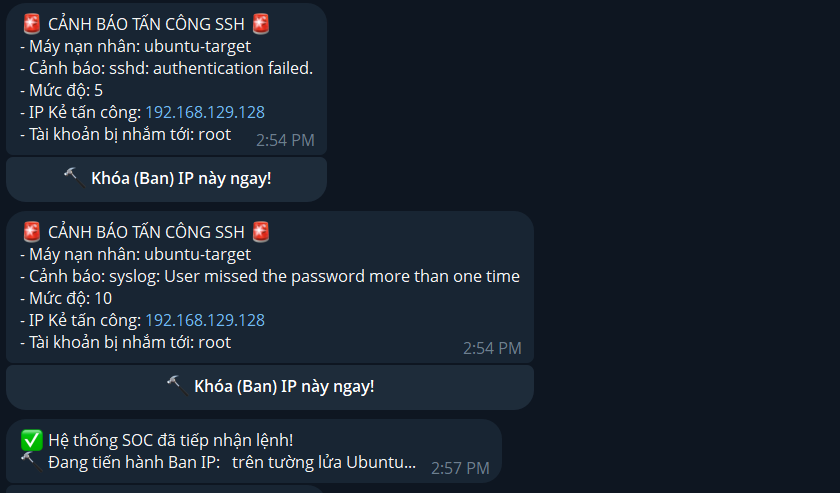 🚨 CẢNH BÁO TẤN CÔNG SSH 🚨
- Máy nạn nhân: ubuntu-target
- Cảnh báo: sshd: authentication failed.
- Mức độ: 5
- IP Kẻ tấn công: 192.168.129.128
- Tài khoản bị nhắm tới: root 2:54 PM
🔨 Khóa (Ban) IP này ngay!
🚨 CẢNH BÁO TẤN CÔNG SSH 🚨
- Máy nạn nhân: ubuntu-target
- Cảnh báo: syslog: User missed the password more than one time
- Mức độ: 10
- IP Kẻ tấn công: 192.168.129.128
- Tài khoản bị nhắm tới: root 2:54 PM
🔨 Khóa (Ban) IP này ngay!
✅ Hệ thống SOC đã tiếp nhận lệnh!
🔨 Đang tiến hành Ban IP: trên tường lửa Ubuntu... 2:57 PM